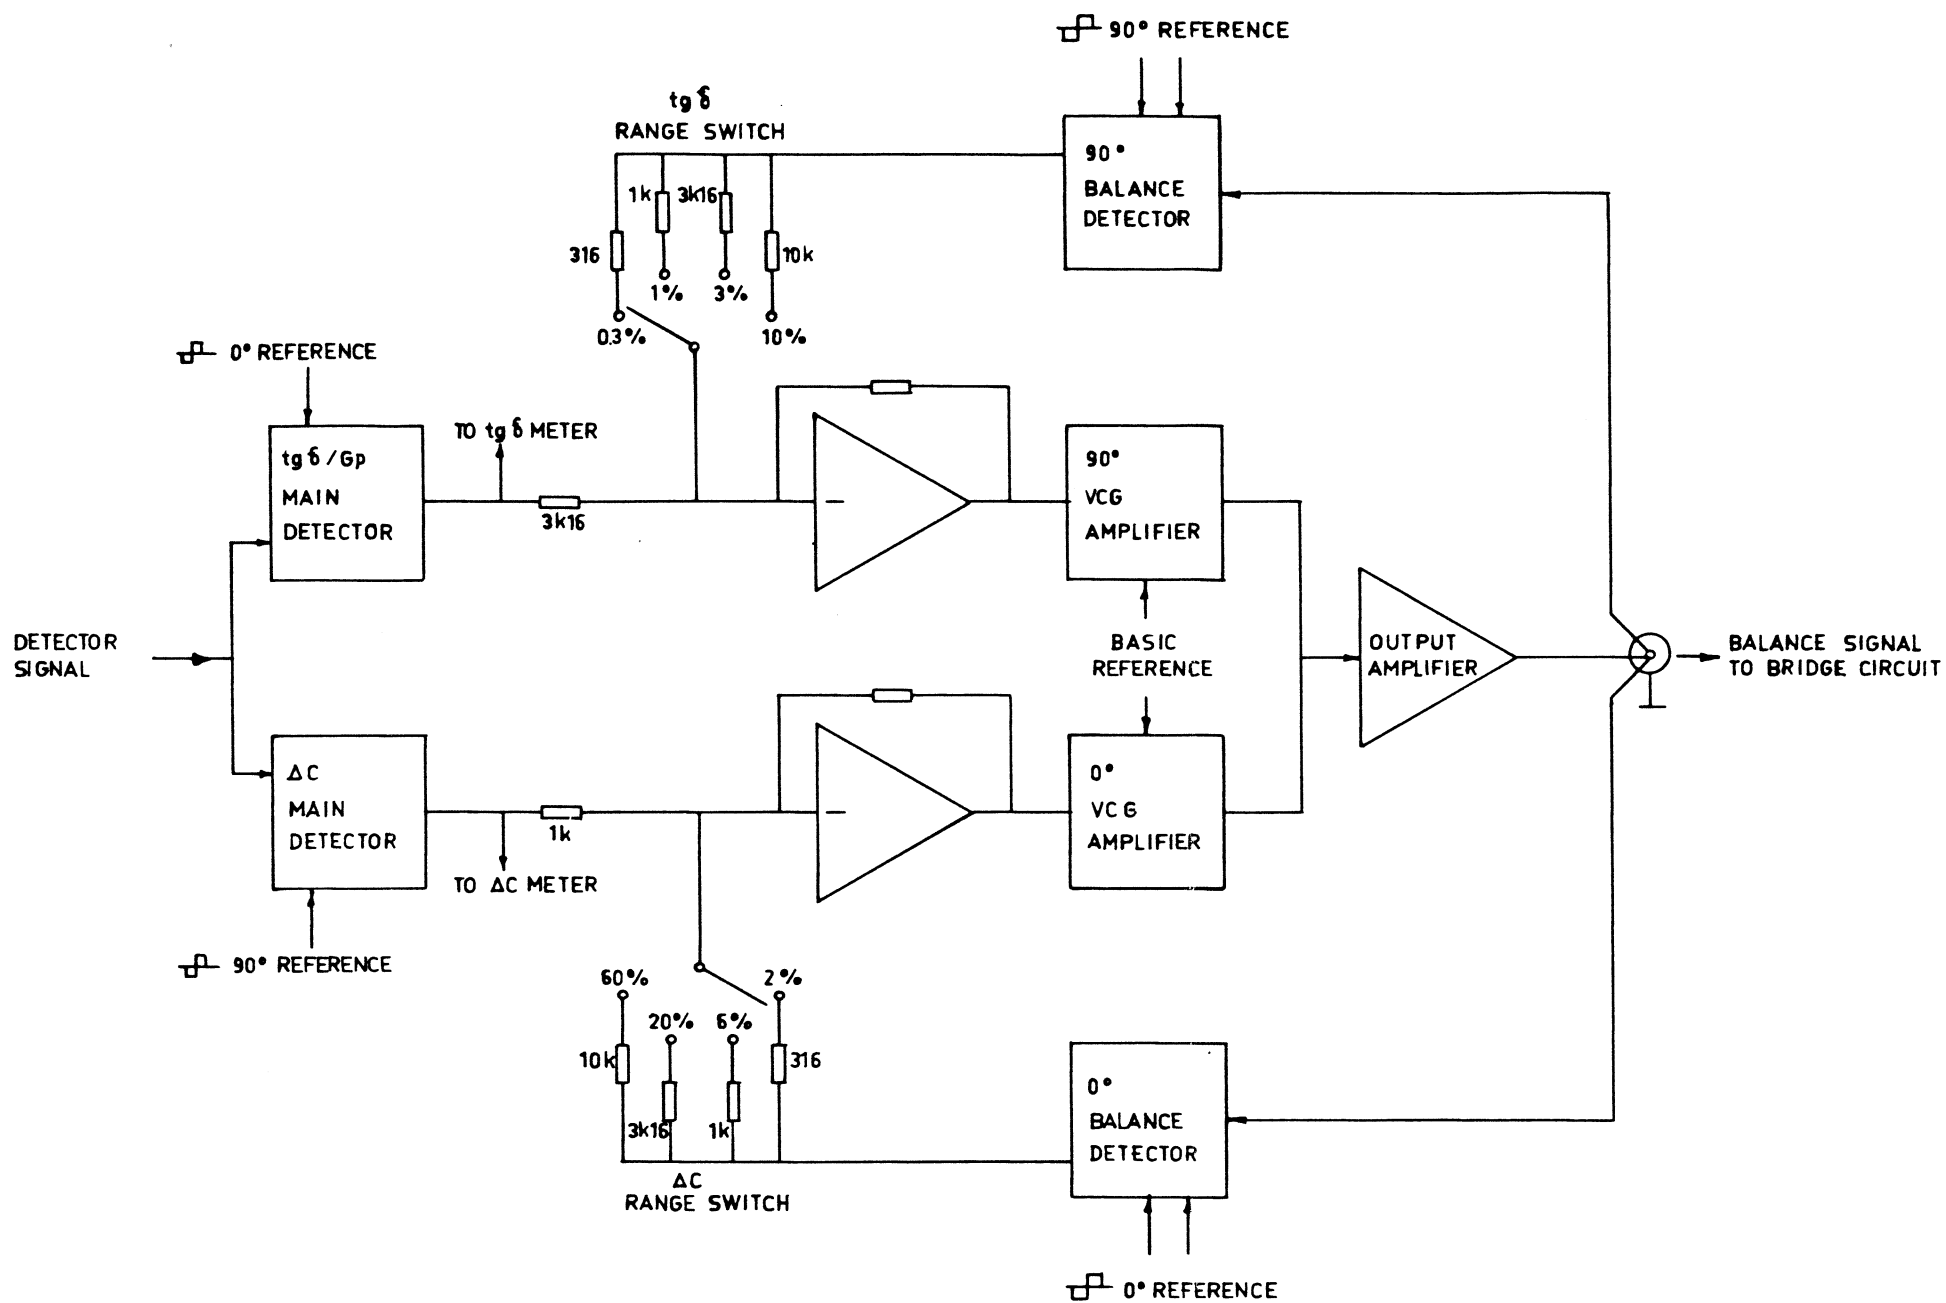 90° REFERENCE
tg δ
RANGE SWITCH
90°
BALANCE
DETECTOR
1k
3k16
316
10k
1%
3%
0.3%
10%
0° REFERENCE
TO tg δ METER
tg δ / Gp
MAIN
DETECTOR
3k16
−
90°
VCG
AMPLIFIER
DETECTOR
SIGNAL
BASIC
REFERENCE
OUTPUT
AMPLIFIER
BALANCE SIGNAL
TO BRIDGE CIRCUIT
ΔC
MAIN
DETECTOR
1k
−
0°
VCG
AMPLIFIER
TO ΔC METER
90° REFERENCE
60%
2%
20%
6%
10k
316
3k16
1k
0°
BALANCE
DETECTOR
ΔC
RANGE SWITCH
0° REFERENCE